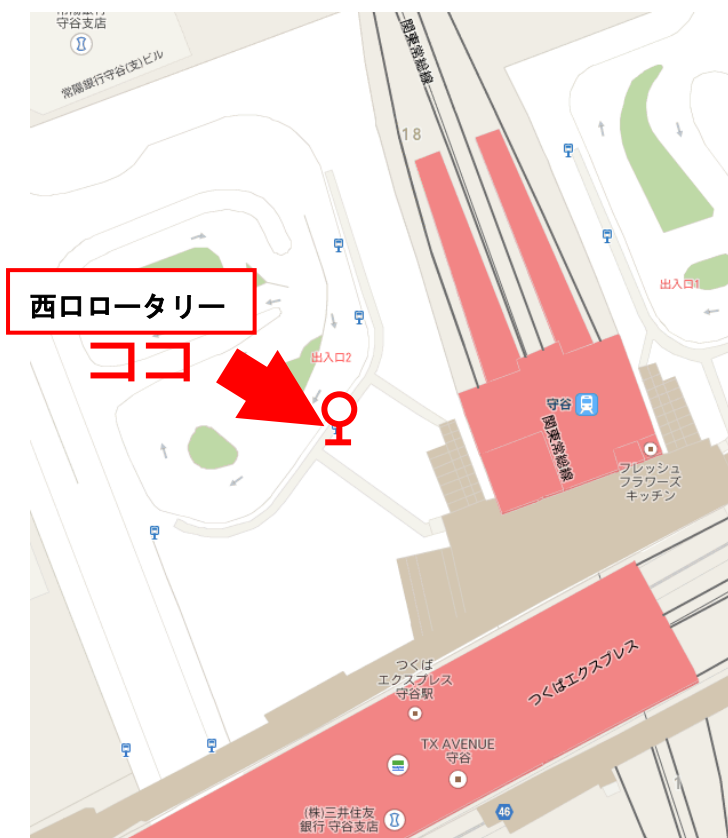 守谷支店
常陽銀行守谷(支)ビル
関東常総線
18
出入口1
西口ロータリー
ココ
出入口2
守谷
関東常総線
フレッシュ
フラワーズ
キッチン
つくばエクスプレス
つくば
エクスプレス
守谷駅
TX AVENUE
守谷
(株)三井住友
銀行 守谷支店
46
1